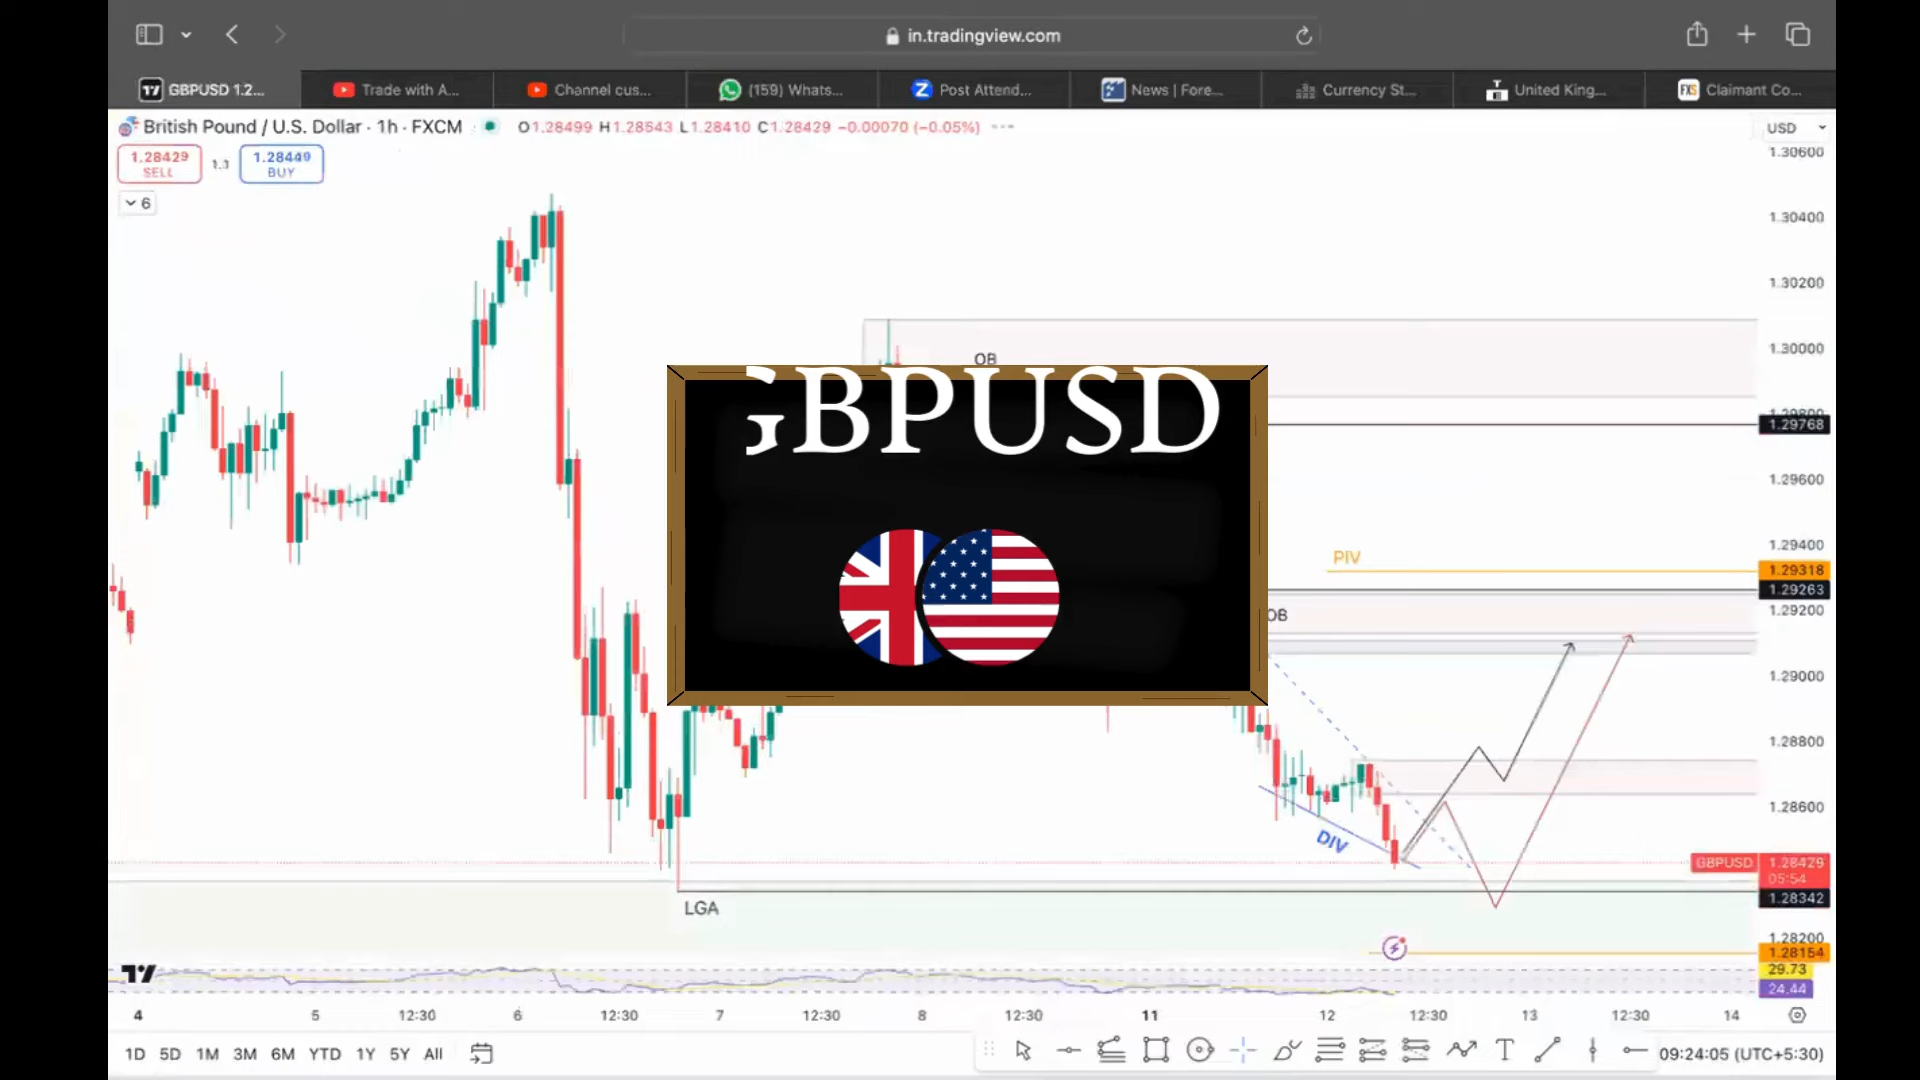 in.tradingview.com
GBPUSD 1.2...
Trade with A...
Channel cus...
(159) Whats...
Post Attend...
News | Fore...
Currency St...
United King...
FXS Claimant Co...
British Pound / U.S. Dollar · 1h · FXCM
O1.28499 H1.28543 L1.28410 C1.28429 −0.00070 (−0.05%)
USD
1.28429
SELL
1.28449
BUY
6
1.30600
1.30400
1.30200
1.30000
1.29800
1.29768
1.29600
1.29400
1.29318
1.29263
1.29200
1.29000
1.28800
1.28600
GBPUSD 1.28429
05:54
1.28342
1.28200
1.28154
29.73
24.44
OB
GBPUSD
PIV
OB
DIV
LGA
4 5 12:30 6 12:30 7 12:30 8 12:30 11 12 12:30 13 12:30 14
1D 5D 1M 3M 6M YTD 1Y 5Y All
09:24:05 (UTC+5:30)